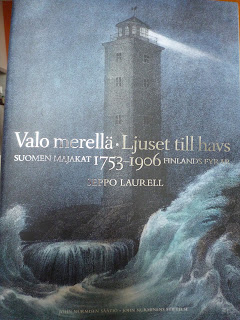 Valo merellä · Ljuset till havs
SUOMEN MAJAKAT 1753–1906 FINLANDS FYRAR
SEPPO LAURELL